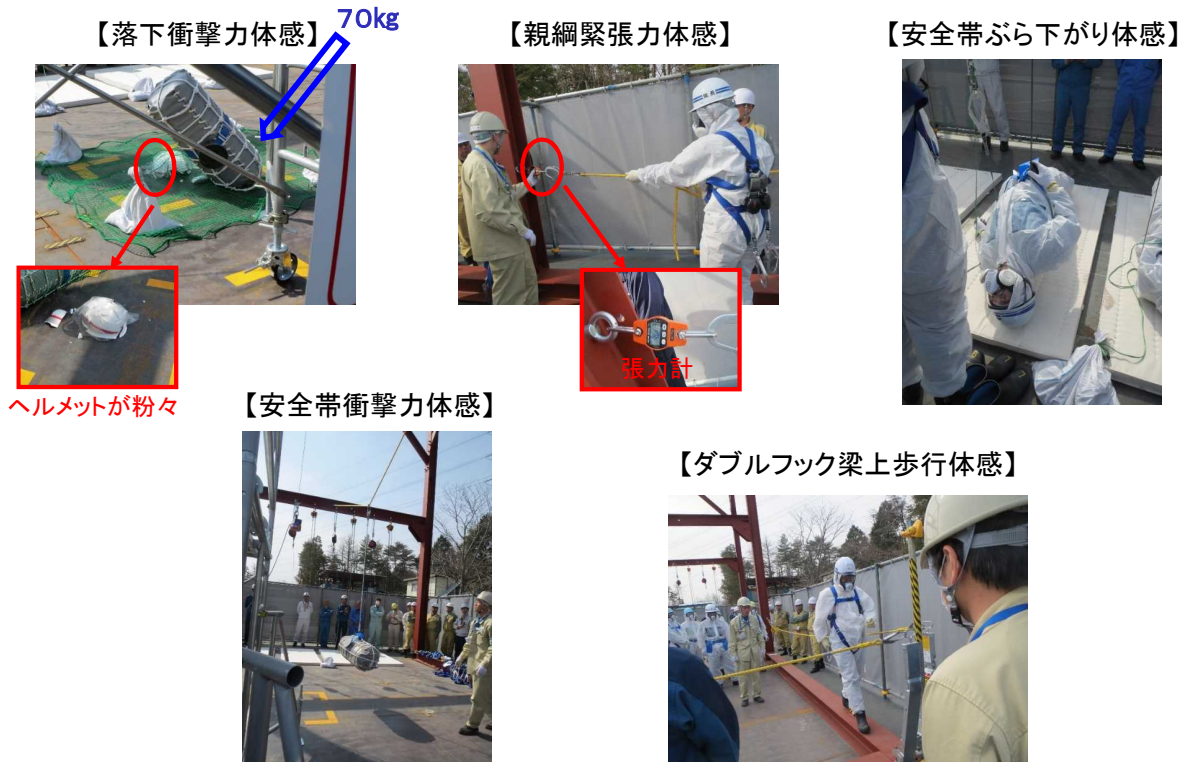 70kg
【落下衝撃力体感】
【親綱緊張力体感】
【安全帯ぶら下がり体感】
張力計
ヘルメットが粉々
【安全帯衝撃力体感】
【ダブルフック梁上歩行体感】